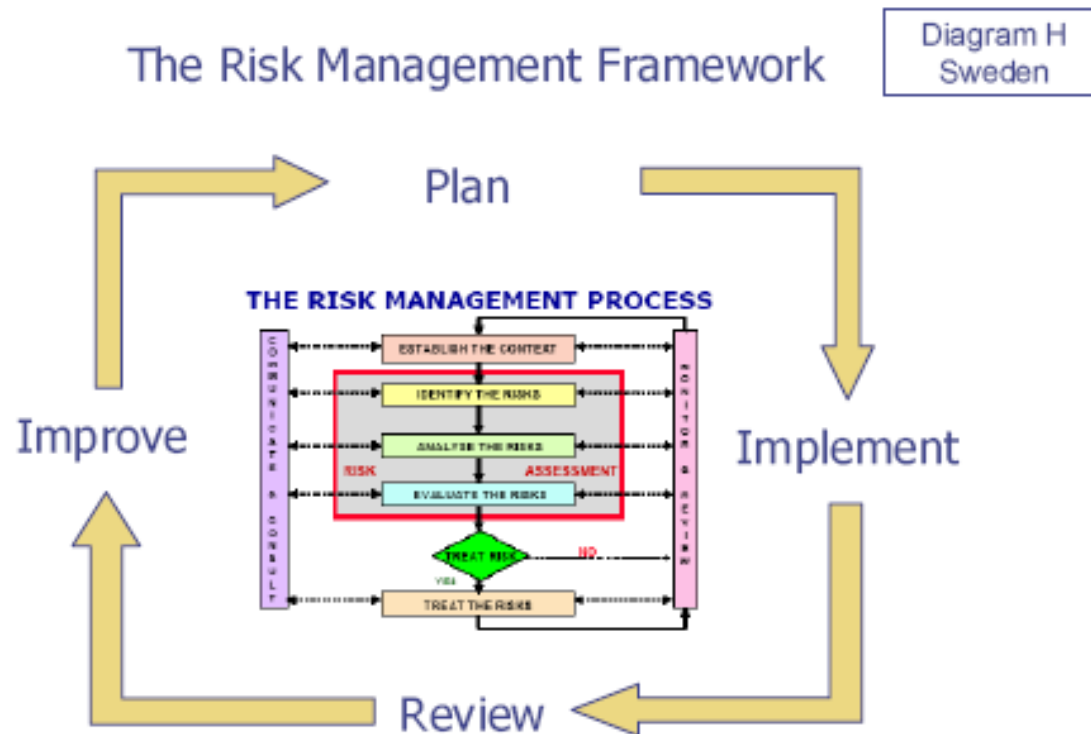 The Risk Management Framework
Diagram H
Sweden
Plan
THE RISK MANAGEMENT PROCESS
COMMUNICATE & CONSULT
ESTABLISH THE CONTEXT
IDENTIFY THE RISKS
ANALYSE THE RISKS
RISK ASSESSMENT
EVALUATE THE RISKS
TREAT RISK
NO
YES
TREAT THE RISKS
MONITOR & REVIEW
Improve
Implement
Review